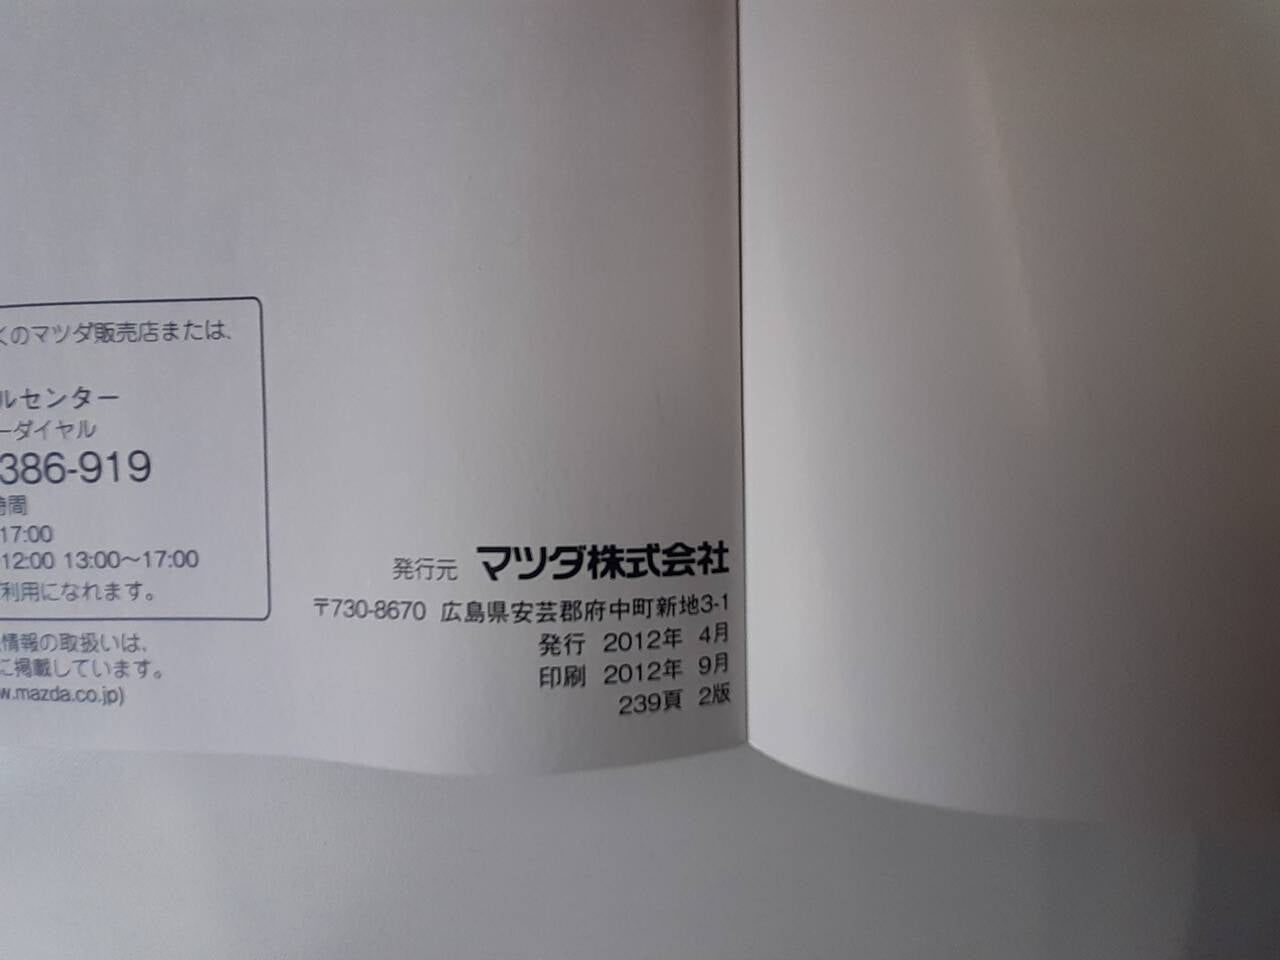 くのマツダ販売店または、
ルセンター
ーダイヤル
386-919
時間
17:00
12:00 13:00〜17:00
利用になれます。
情報の取扱いは、
に掲載しています。
w.mazda.co.jp)
発行元 マツダ株式会社
〒730-8670 広島県安芸郡府中町新地3-1
発行 2012年 4月
印刷 2012年 9月
239頁 2版